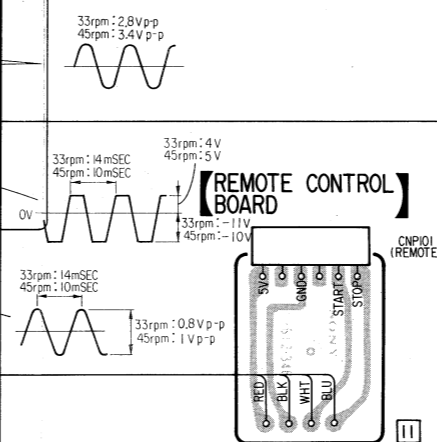 33rpm : 2.8Vp-p
45rpm : 3.4Vp-p
33rpm : 4V
45rpm : 5V
33rpm : 14mSEC
45rpm : 10mSEC
0V
33rpm : -11V
45rpm : -10V
【REMOTE CONTROL
BOARD】
CNP101
(REMOTE
5V
GND
START
STOP
33rpm : 14mSEC
45rpm : 10mSEC
33rpm : 0.8Vp-p
45rpm : 1Vp-p
RED
BLK
WHT
BLU
11